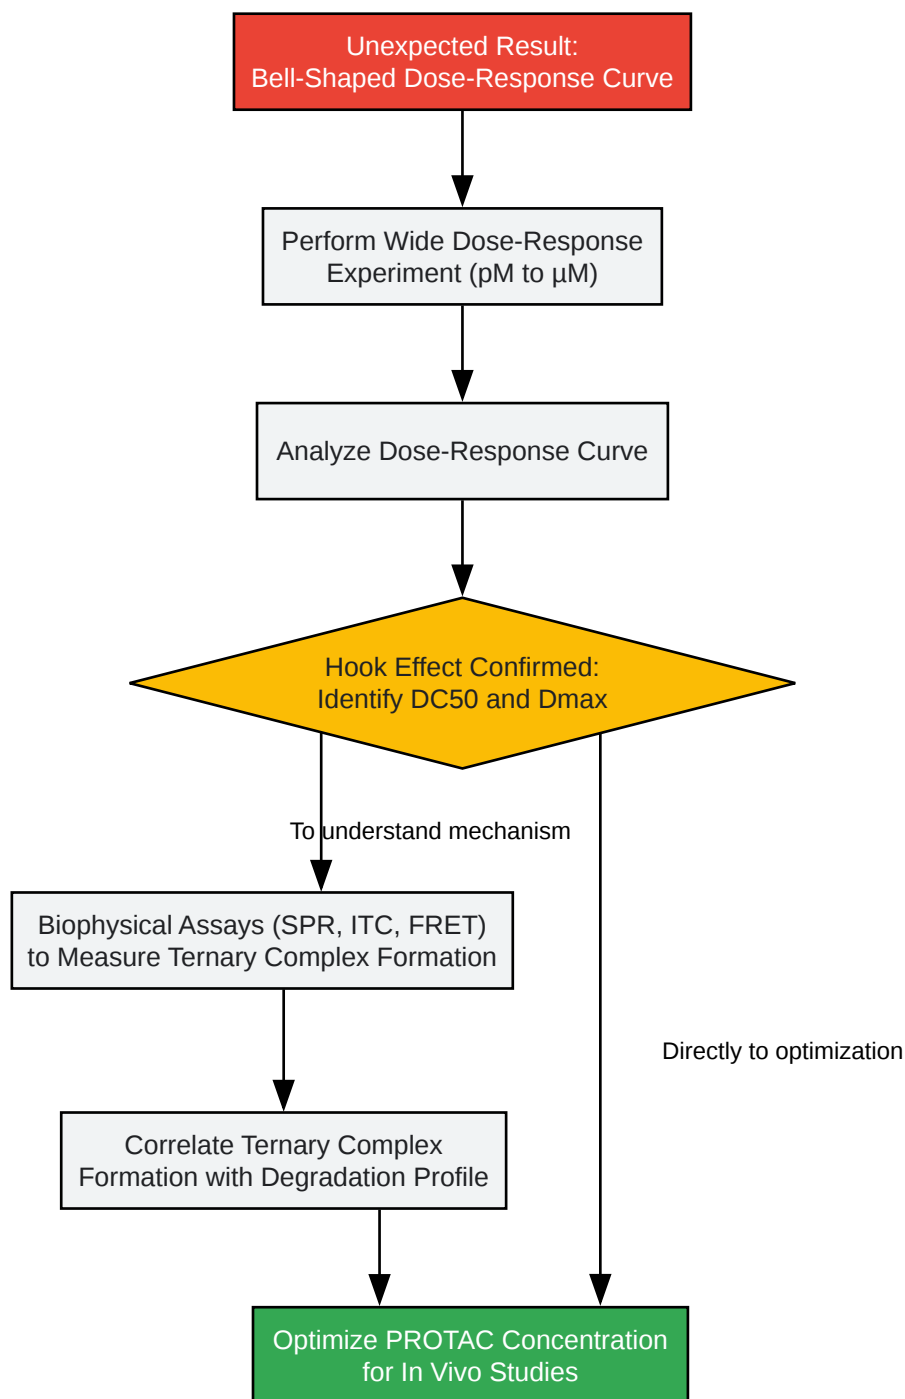 Unexpected Result:
Bell-Shaped Dose-Response Curve
Perform Wide Dose-Response
Experiment (pM to µM)
Analyze Dose-Response Curve
Hook Effect Confirmed:
Identify DC50 and Dmax
To understand mechanism
Biophysical Assays (SPR, ITC, FRET)
to Measure Ternary Complex Formation
Directly to optimization
Correlate Ternary Complex
Formation with Degradation Profile
Optimize PROTAC Concentration
for In Vivo Studies